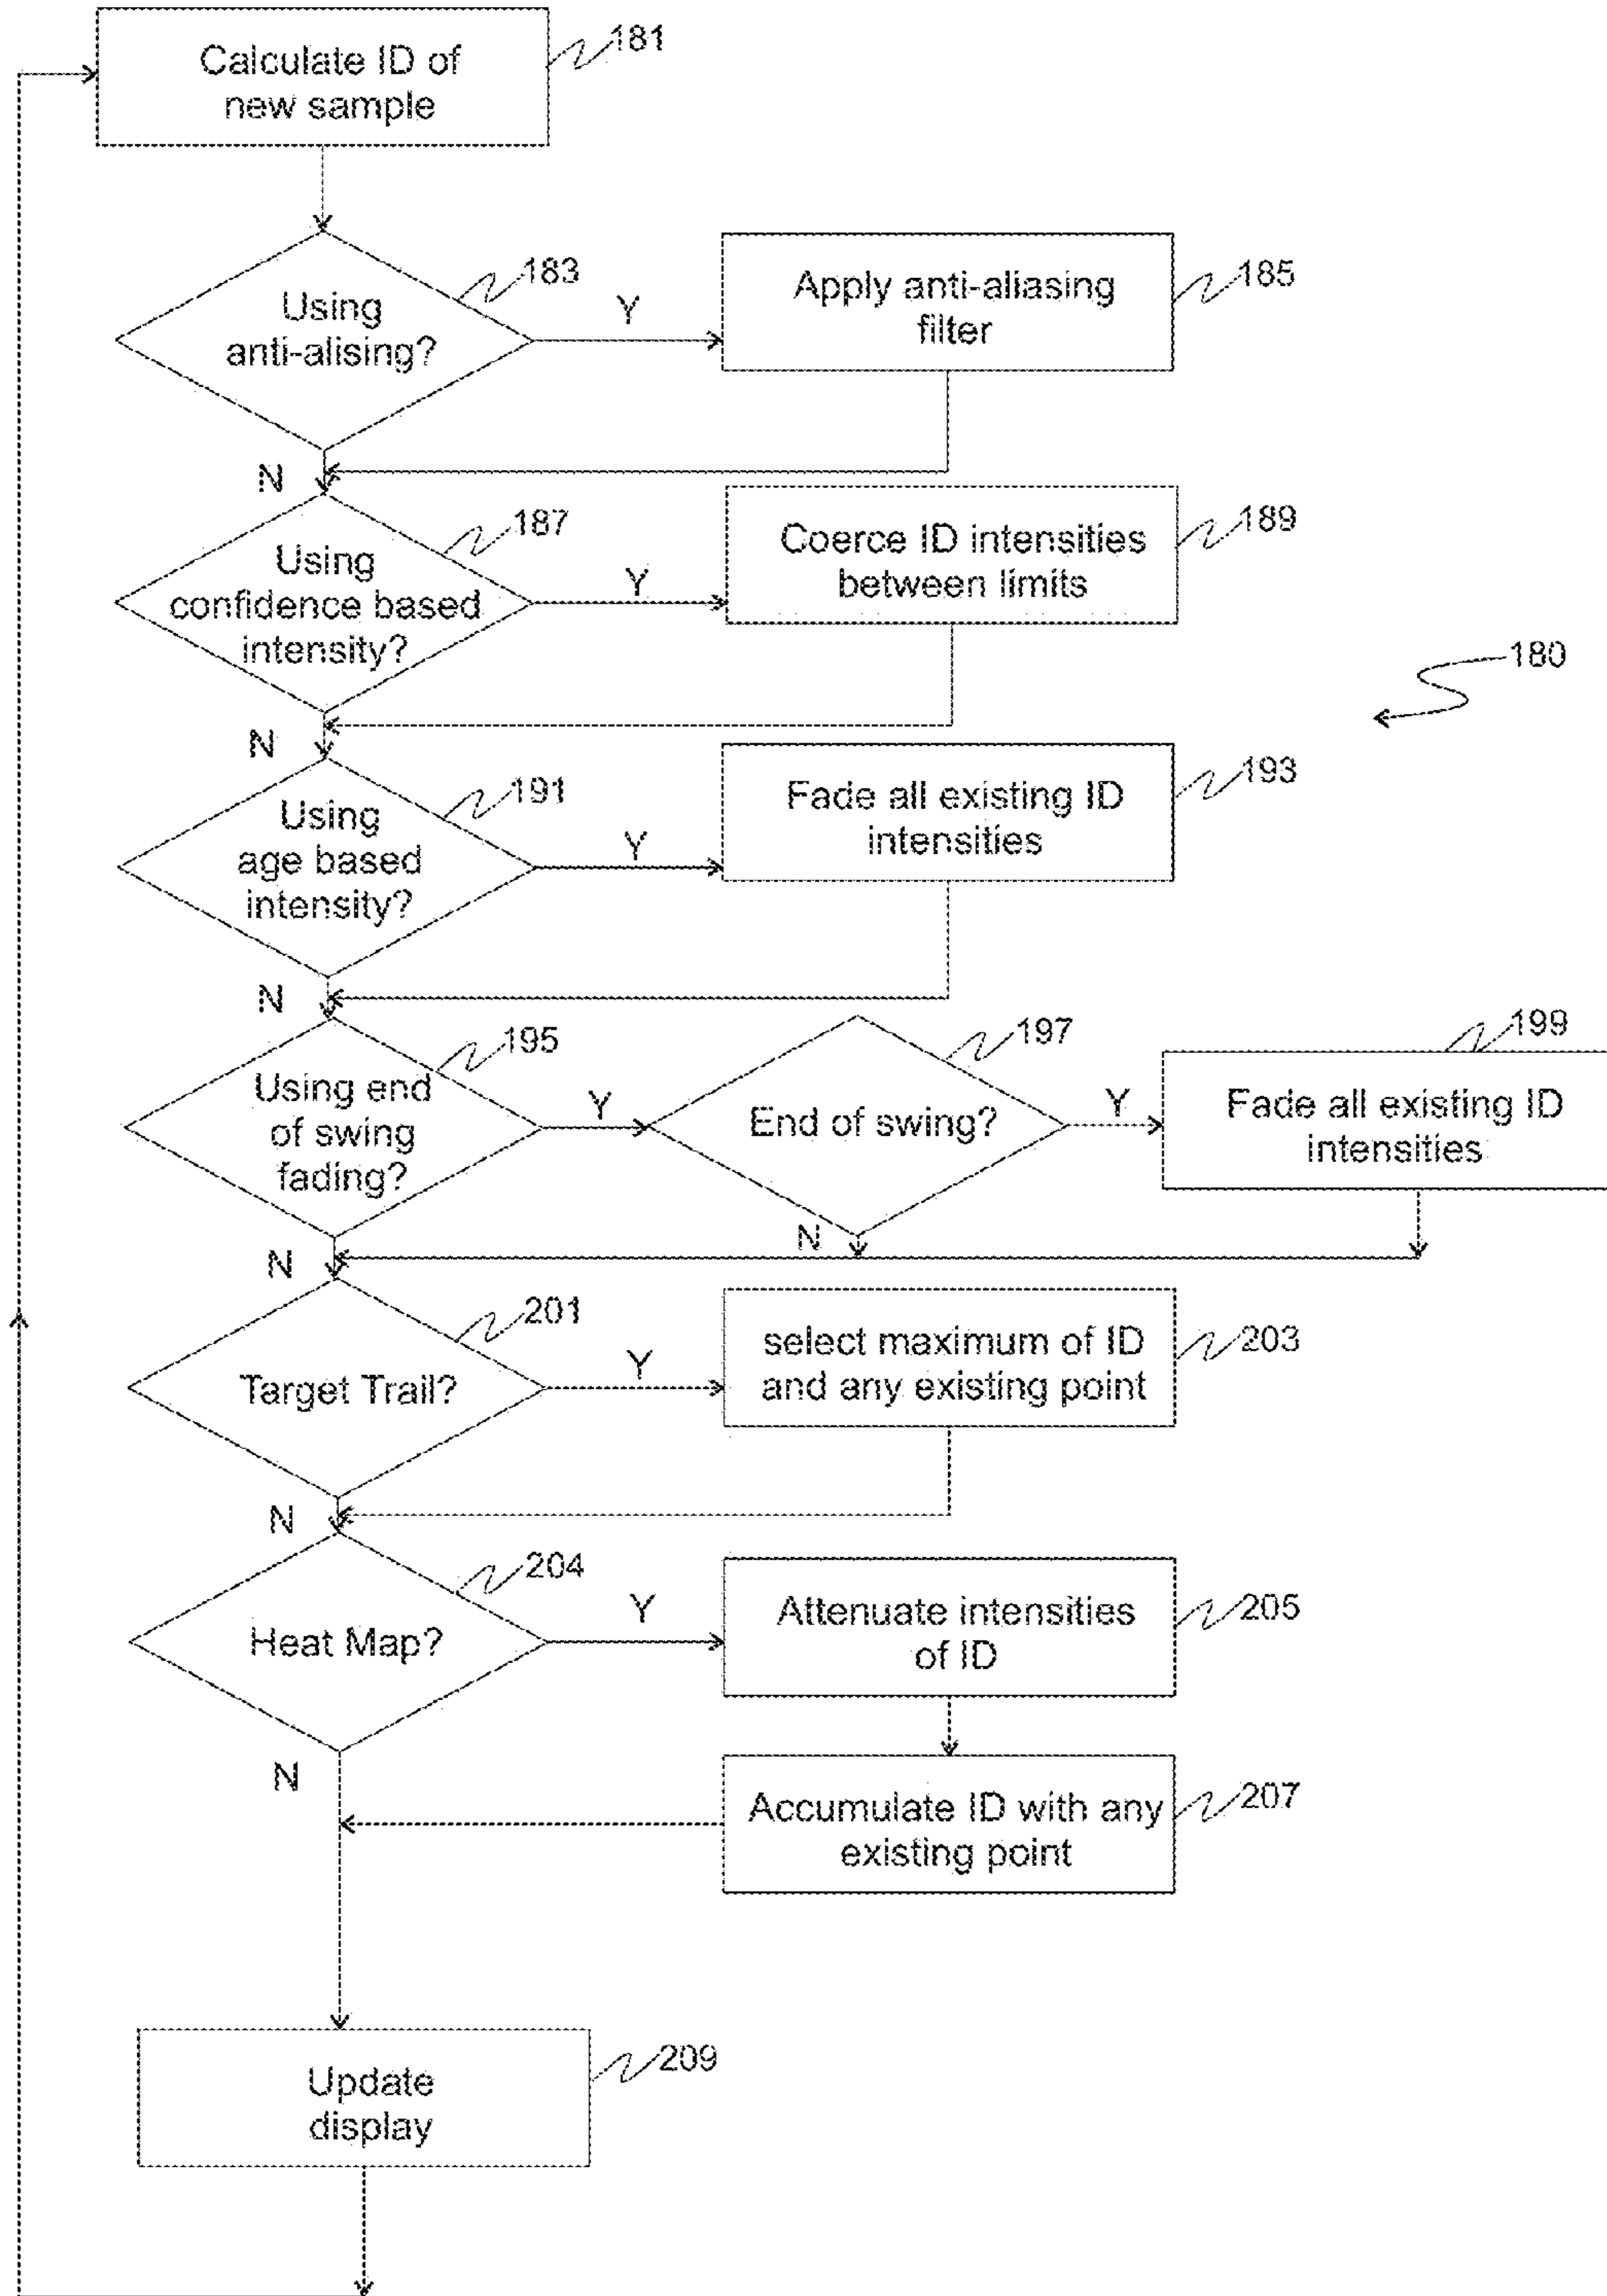 Calculate ID of
new sample
181
Using
anti-alising?
183
Y
Apply anti-aliasing
filter
185
N
Using
confidence based
intensity?
187
Y
Coerce ID intensities
between limits
189
180
N
Using
age based
intensity?
191
Y
Fade all existing ID
intensities
193
N
Using end
of swing
fading?
195
Y
End of swing?
197
Y
Fade all existing ID
intensities
199
N
N
Target Trail?
201
Y
select maximum of ID
and any existing point
203
N
Heat Map?
204
Y
Attenuate intensities
of ID
205
N
Accumulate ID with any
existing point
207
Update
display
209